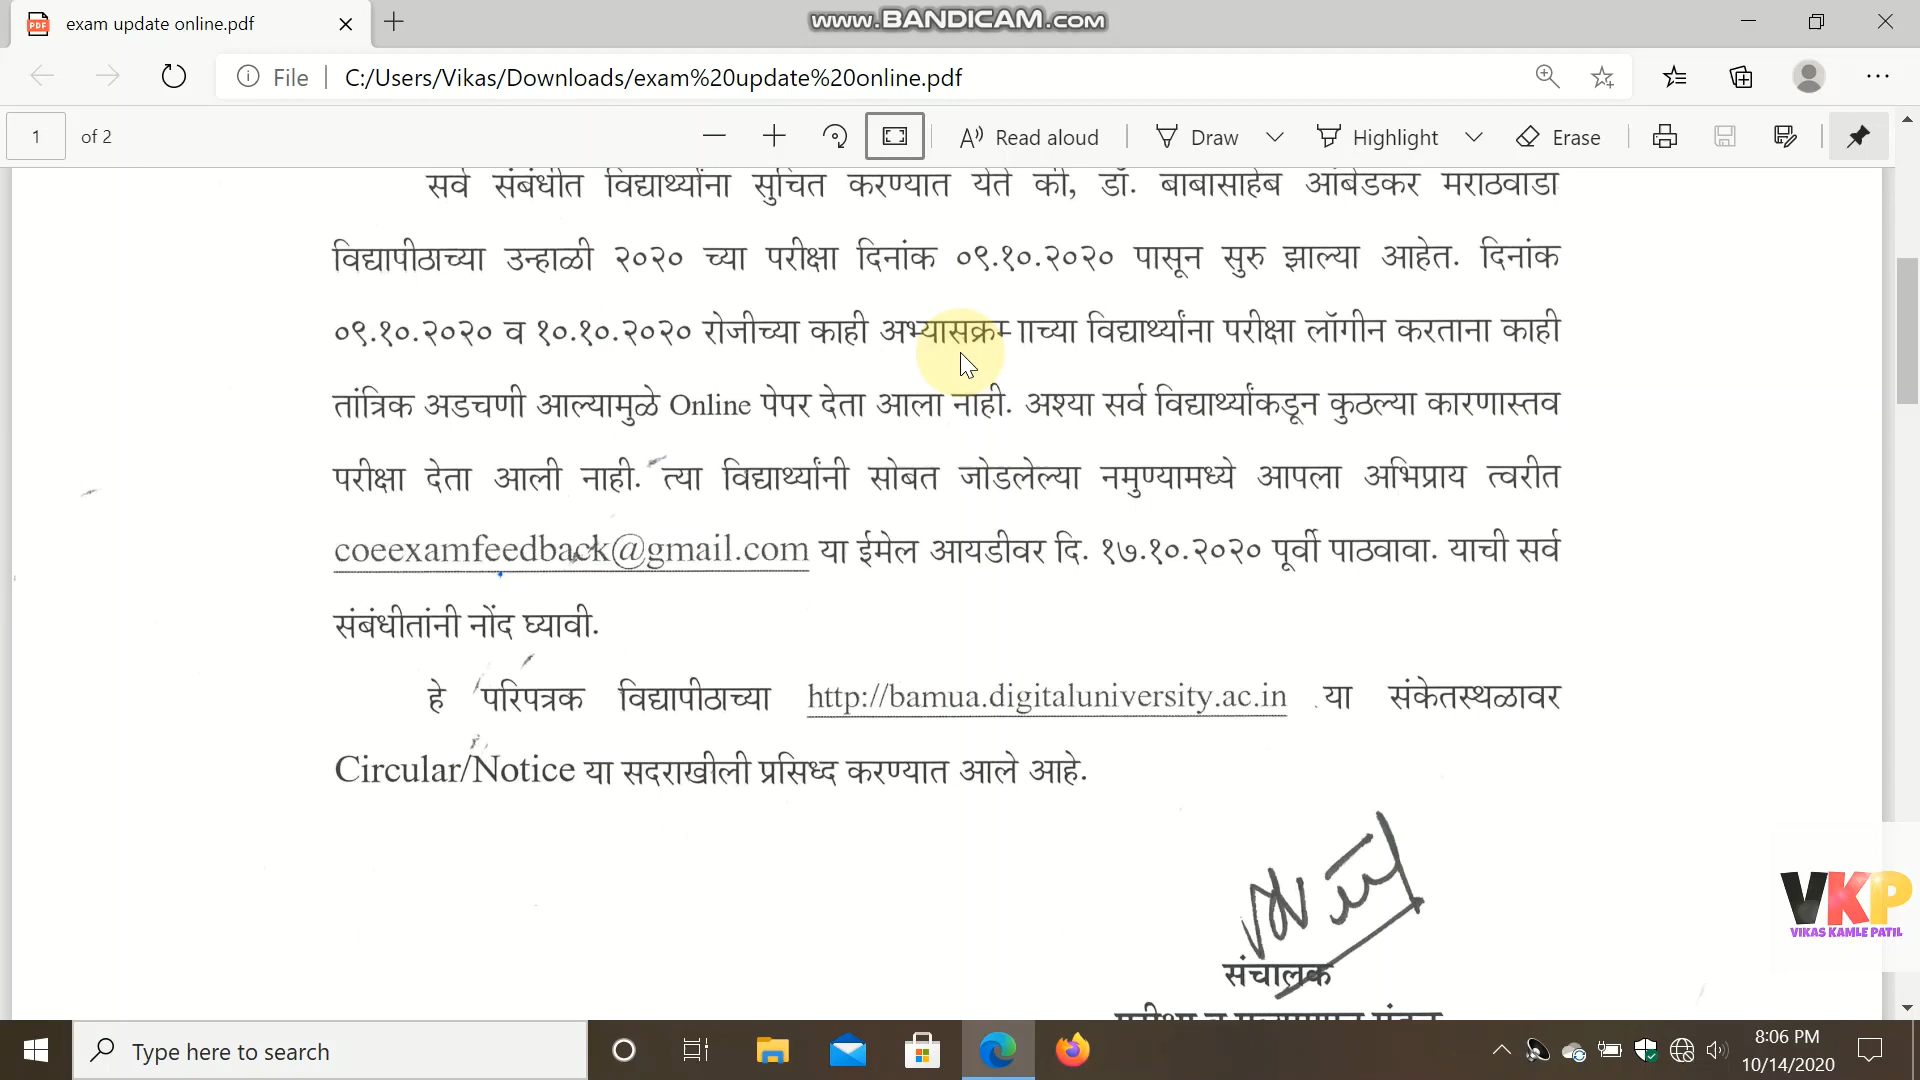 exam update online.pdf
www.BANDICAM.com
File
C:/Users/Vikas/Downloads/exam%20update%20online.pdf
1 of 2
Read aloud
Draw
Highlight
Erase
सर्व संबंधीत विद्यार्थ्यांना सुचित करण्यात येते की, डॉ. बाबासाहेब आंबेडकर मराठवाडा
विद्यापीठाच्या उन्हाळी २०२० च्या परीक्षा दिनांक ०९.१०.२०२० पासून सुरु झाल्या आहेत. दिनांक
०९.१०.२०२० व १०.१०.२०२० रोजीच्या काही अभ्यासक्रमाच्या विद्यार्थ्यांना परीक्षा लॉगीन करताना काही
तांत्रिक अडचणी आल्यामुळे Online पेपर देता आला नाही. अश्या सर्व विद्यार्थ्यांकडून कुठल्या कारणास्तव
परीक्षा देता आली नाही. त्या विद्यार्थ्यांनी सोबत जोडलेल्या नमुण्यामध्ये आपला अभिप्राय त्वरीत
coeexamfeedback@gmail.com या ईमेल आयडीवर दि. १७.१०.२०२० पूर्वी पाठवावा. याची सर्व
संबंधीतांनी नोंद घ्यावी.
हे परिपत्रक विद्यापीठाच्या http://bamua.digitaluniversity.ac.in या संकेतस्थळावर
Circular/Notice या सदराखीली प्रसिध्द करण्यात आले आहे.
संचालक
VKP
VIKAS KAMLE PATIL
Type here to search
8:06 PM
10/14/2020